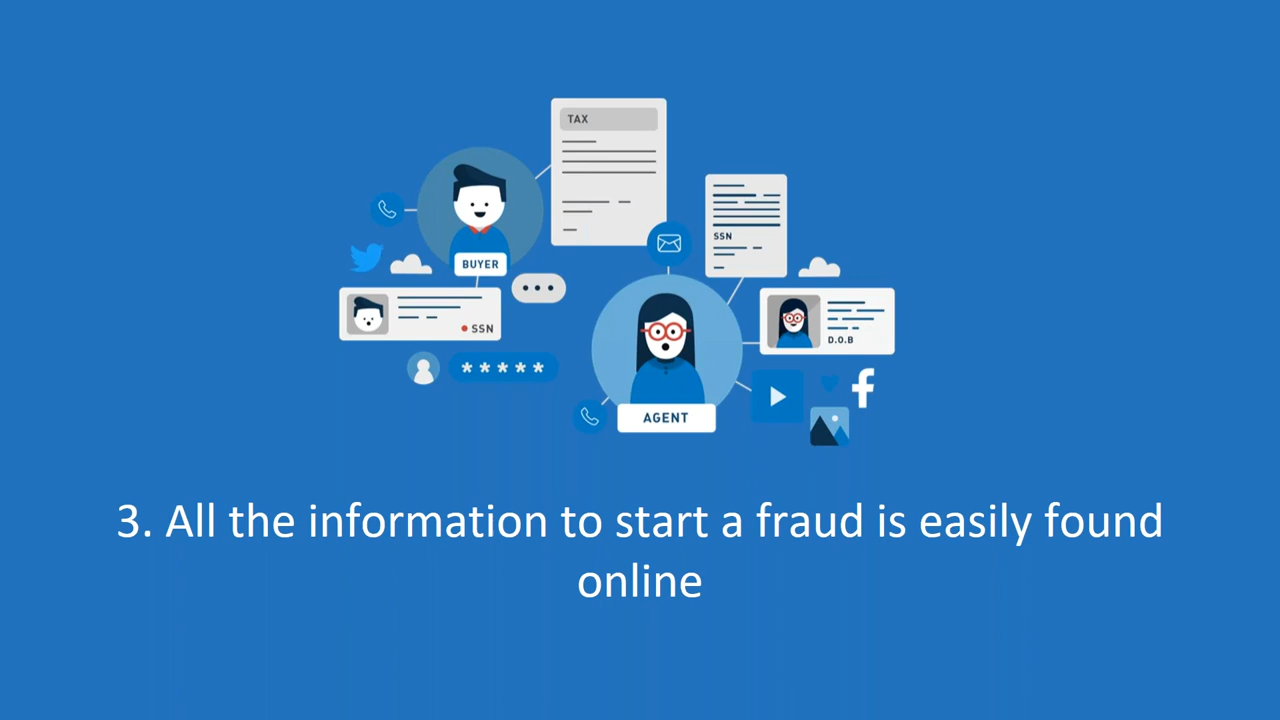 TAX
BUYER
SSN
SSN
D.O.B
*****
AGENT
3. All the information to start a fraud is easily found
online